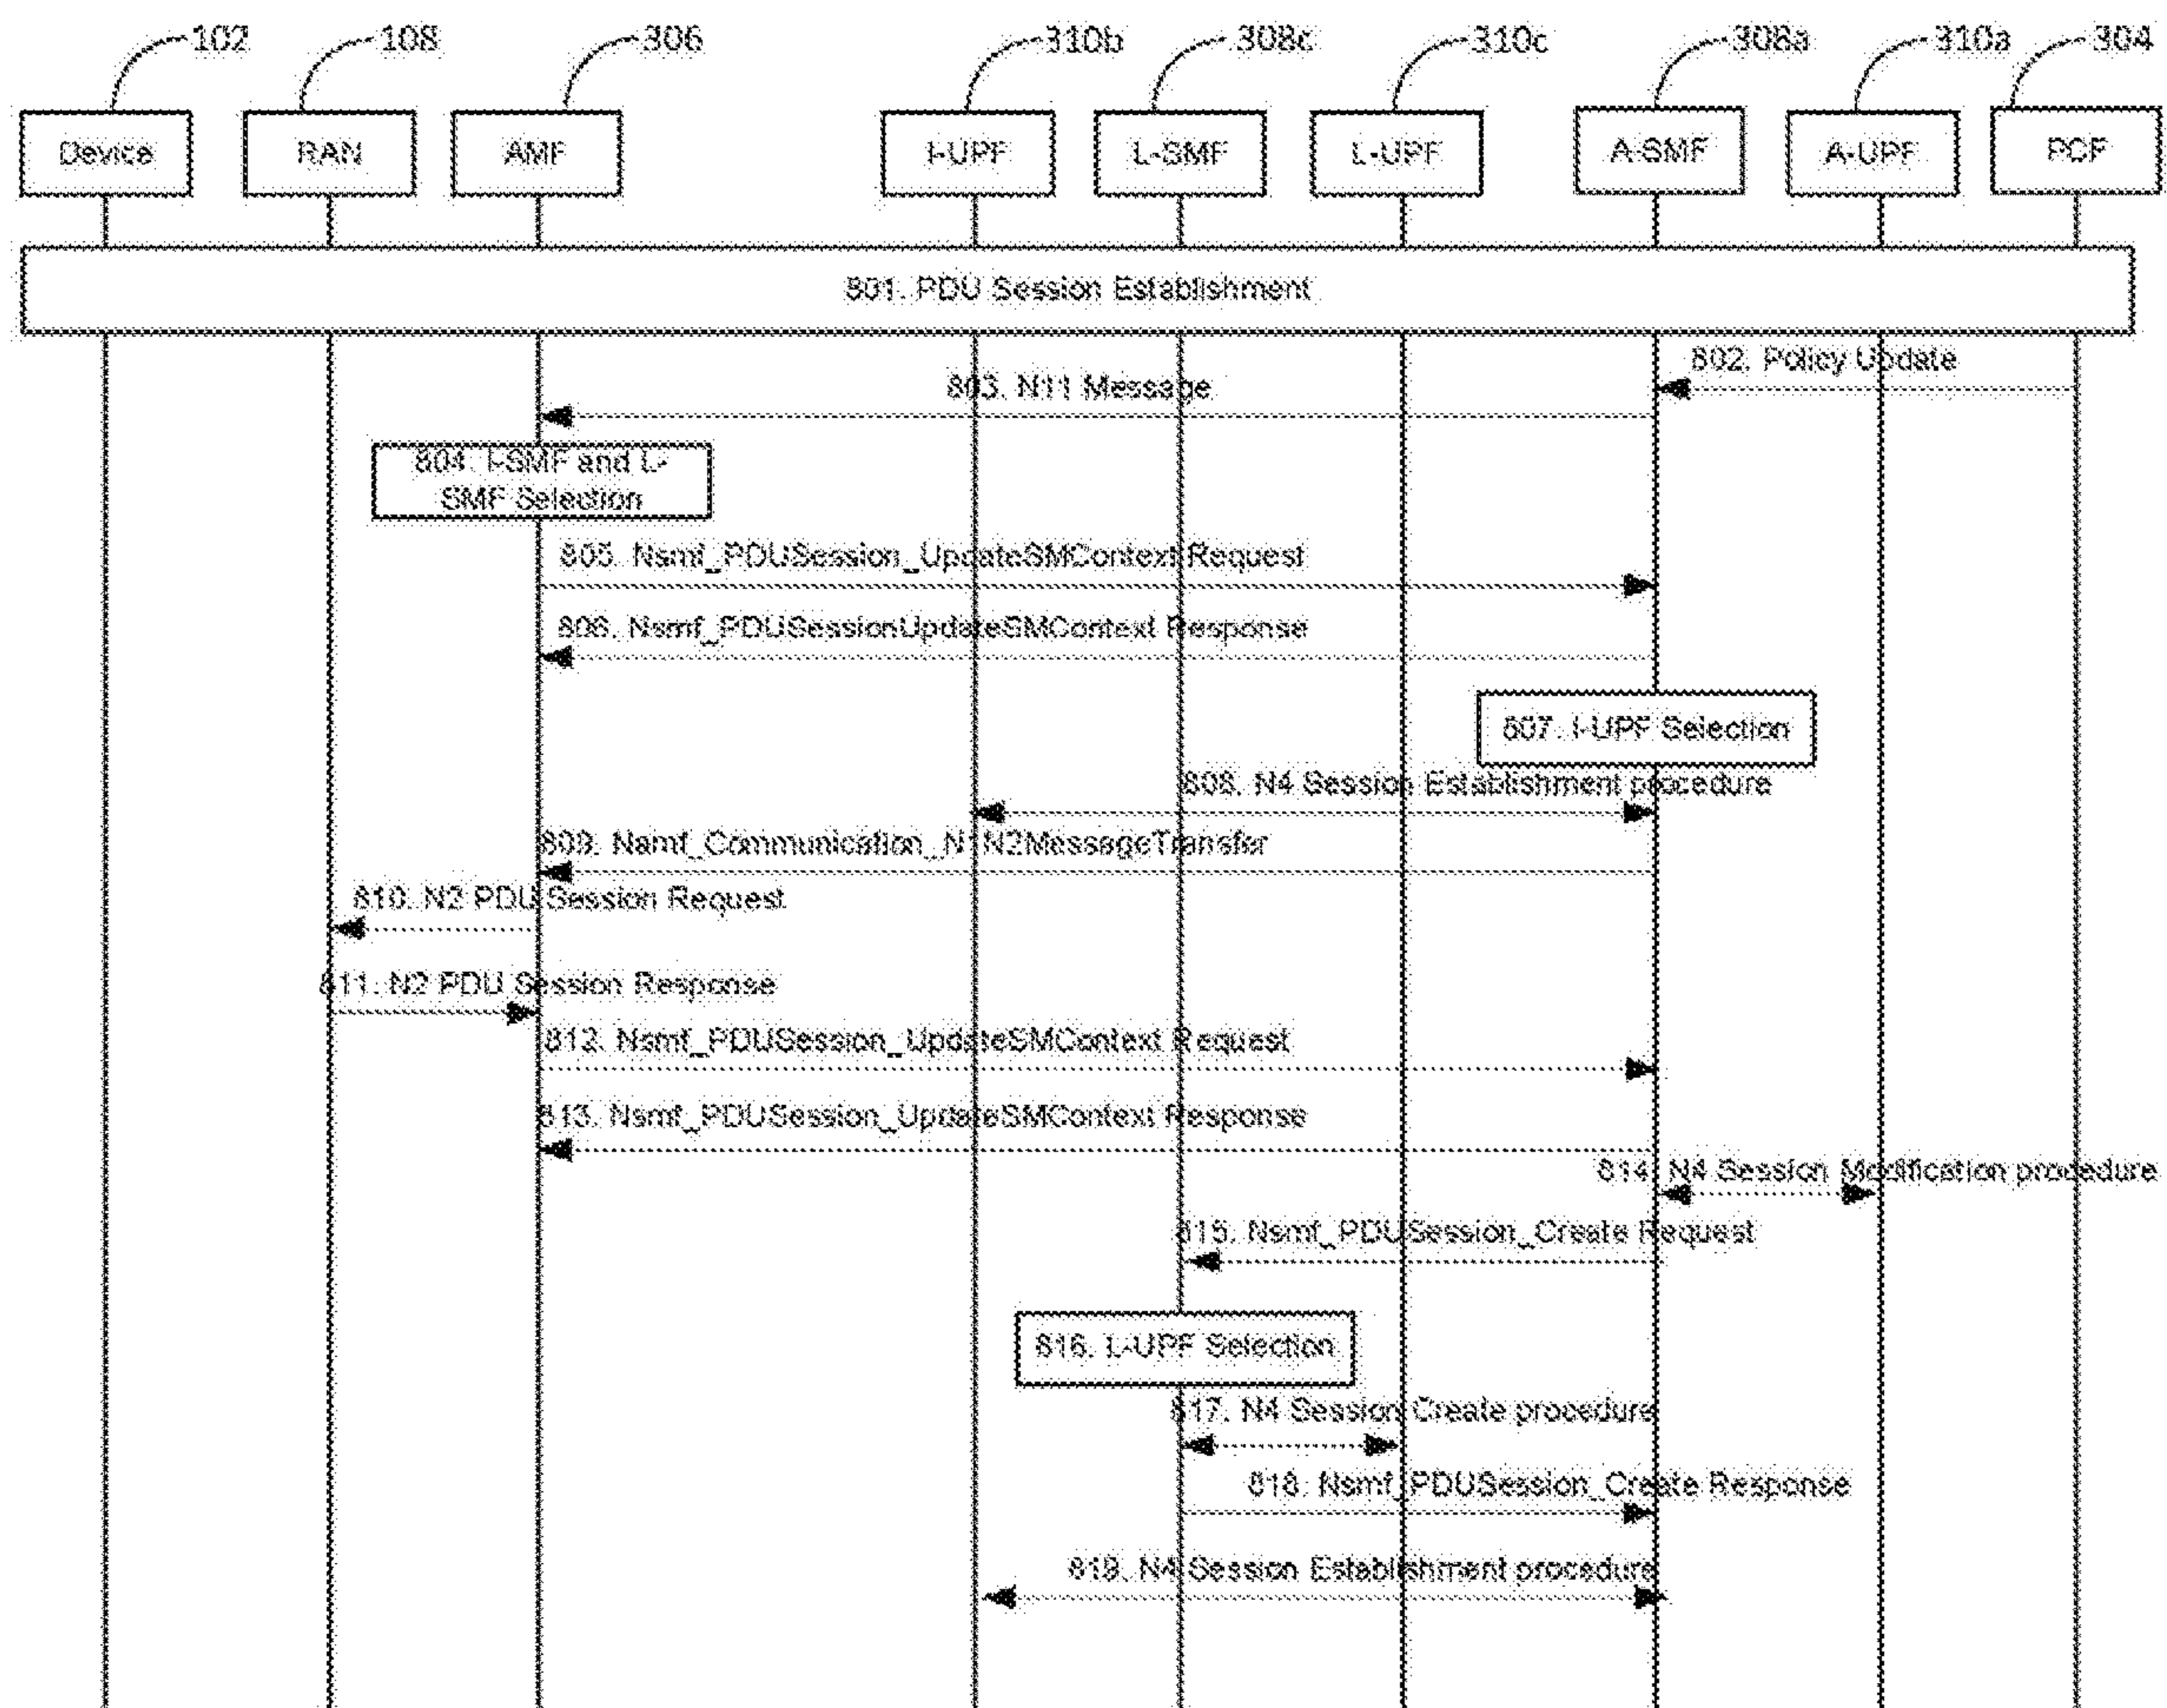 102
108
306
310b
308c
310c
308a
310a
304
Device
RAN
AMF
I-UPF
L-SMF
L-UPF
A-SMF
A-UPF
PCF
801. PDU Session Establishment
802. Policy Update
803. N11 Message
804. I-SMF and L-
SMF Selection
805. Nsmf_PDUSession_UpdateSMContext Request
806. Nsmf_PDUSessionUpdateSMContext Response
807. I-UPF Selection
808. N4 Session Establishment procedure
809. Namf_Communication_N1N2MessageTransfer
810. N2 PDU Session Request
811. N2 PDU Session Response
812. Nsmf_PDUSession_UpdateSMContext Request
813. Nsmf_PDUSession_UpdateSMContext Response
814. N4 Session Modification procedure
815. Nsmf_PDUSession_Create Request
816. L-UPF Selection
817. N4 Session Create procedure
818. Nsmf_PDUSession_Create Response
819. N4 Session Establishment procedure